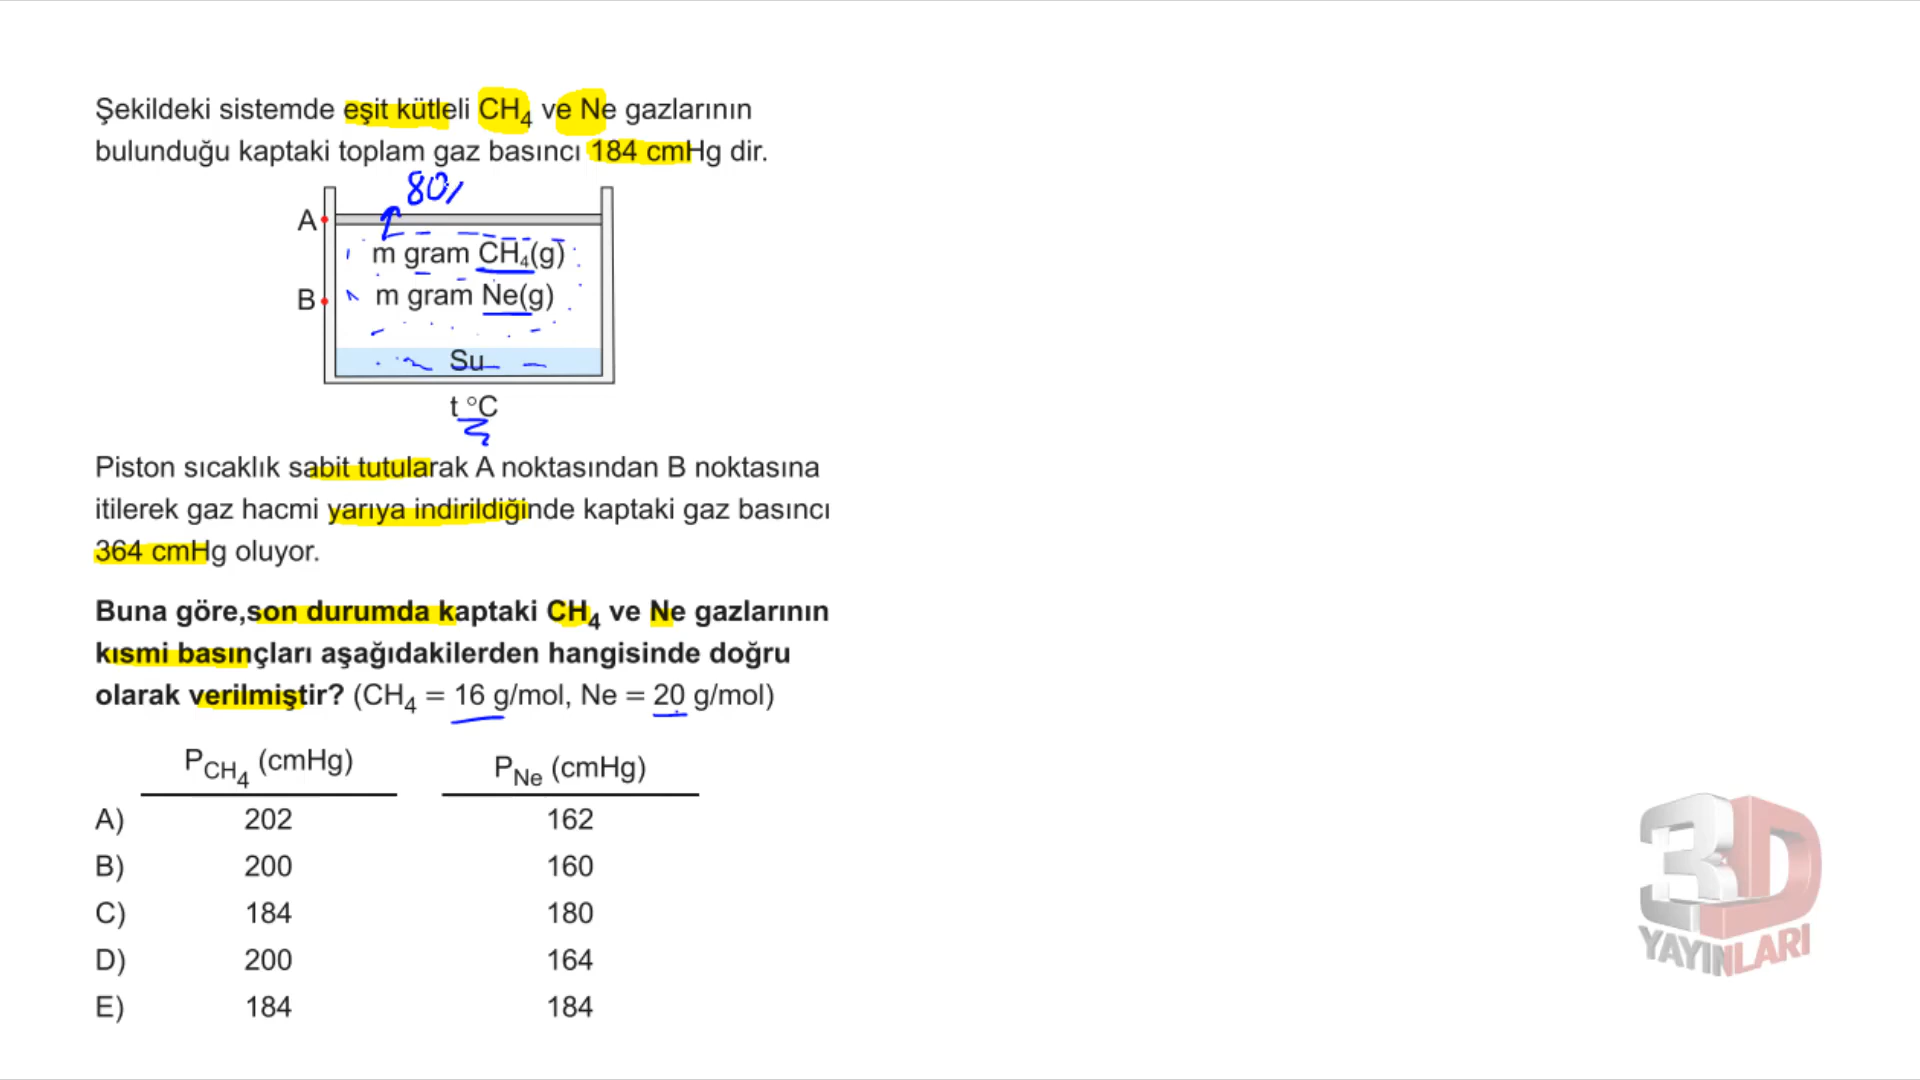 Şekildeki sistemde eşit kütleli CH₄ ve Ne gazlarının
bulunduğu kaptaki toplam gaz basıncı 184 cmHg dir.
A
m gram CH₄(g)
B
m gram Ne(g)
Su
t °C
Piston sıcaklık sabit tutularak A noktasından B noktasına
itilerek gaz hacmi yarıya indirildiğinde kaptaki gaz basıncı
364 cmHg oluyor.
Buna göre,son durumda kaptaki CH₄ ve Ne gazlarının
kısmi basınçları aşağıdakilerden hangisinde doğru
olarak verilmiştir? (CH₄ = 16 g/mol, Ne = 20 g/mol)
P_CH₄ (cmHg) P_Ne (cmHg)
A) 202 162
B) 200 160
C) 184 180
D) 200 164
E) 184 184
3D
YAYINLARI